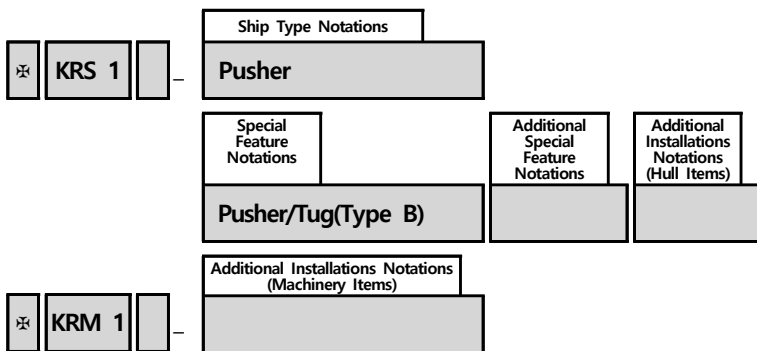 Ship Type Notations
✠ KRS 1 _ Pusher
Special
Feature
Notations
Additional
Special
Feature
Notations
Additional
Installations
Notations
(Hull Items)
Pusher/Tug(Type B)
Additional Installations Notations
(Machinery Items)
✠ KRM 1 _